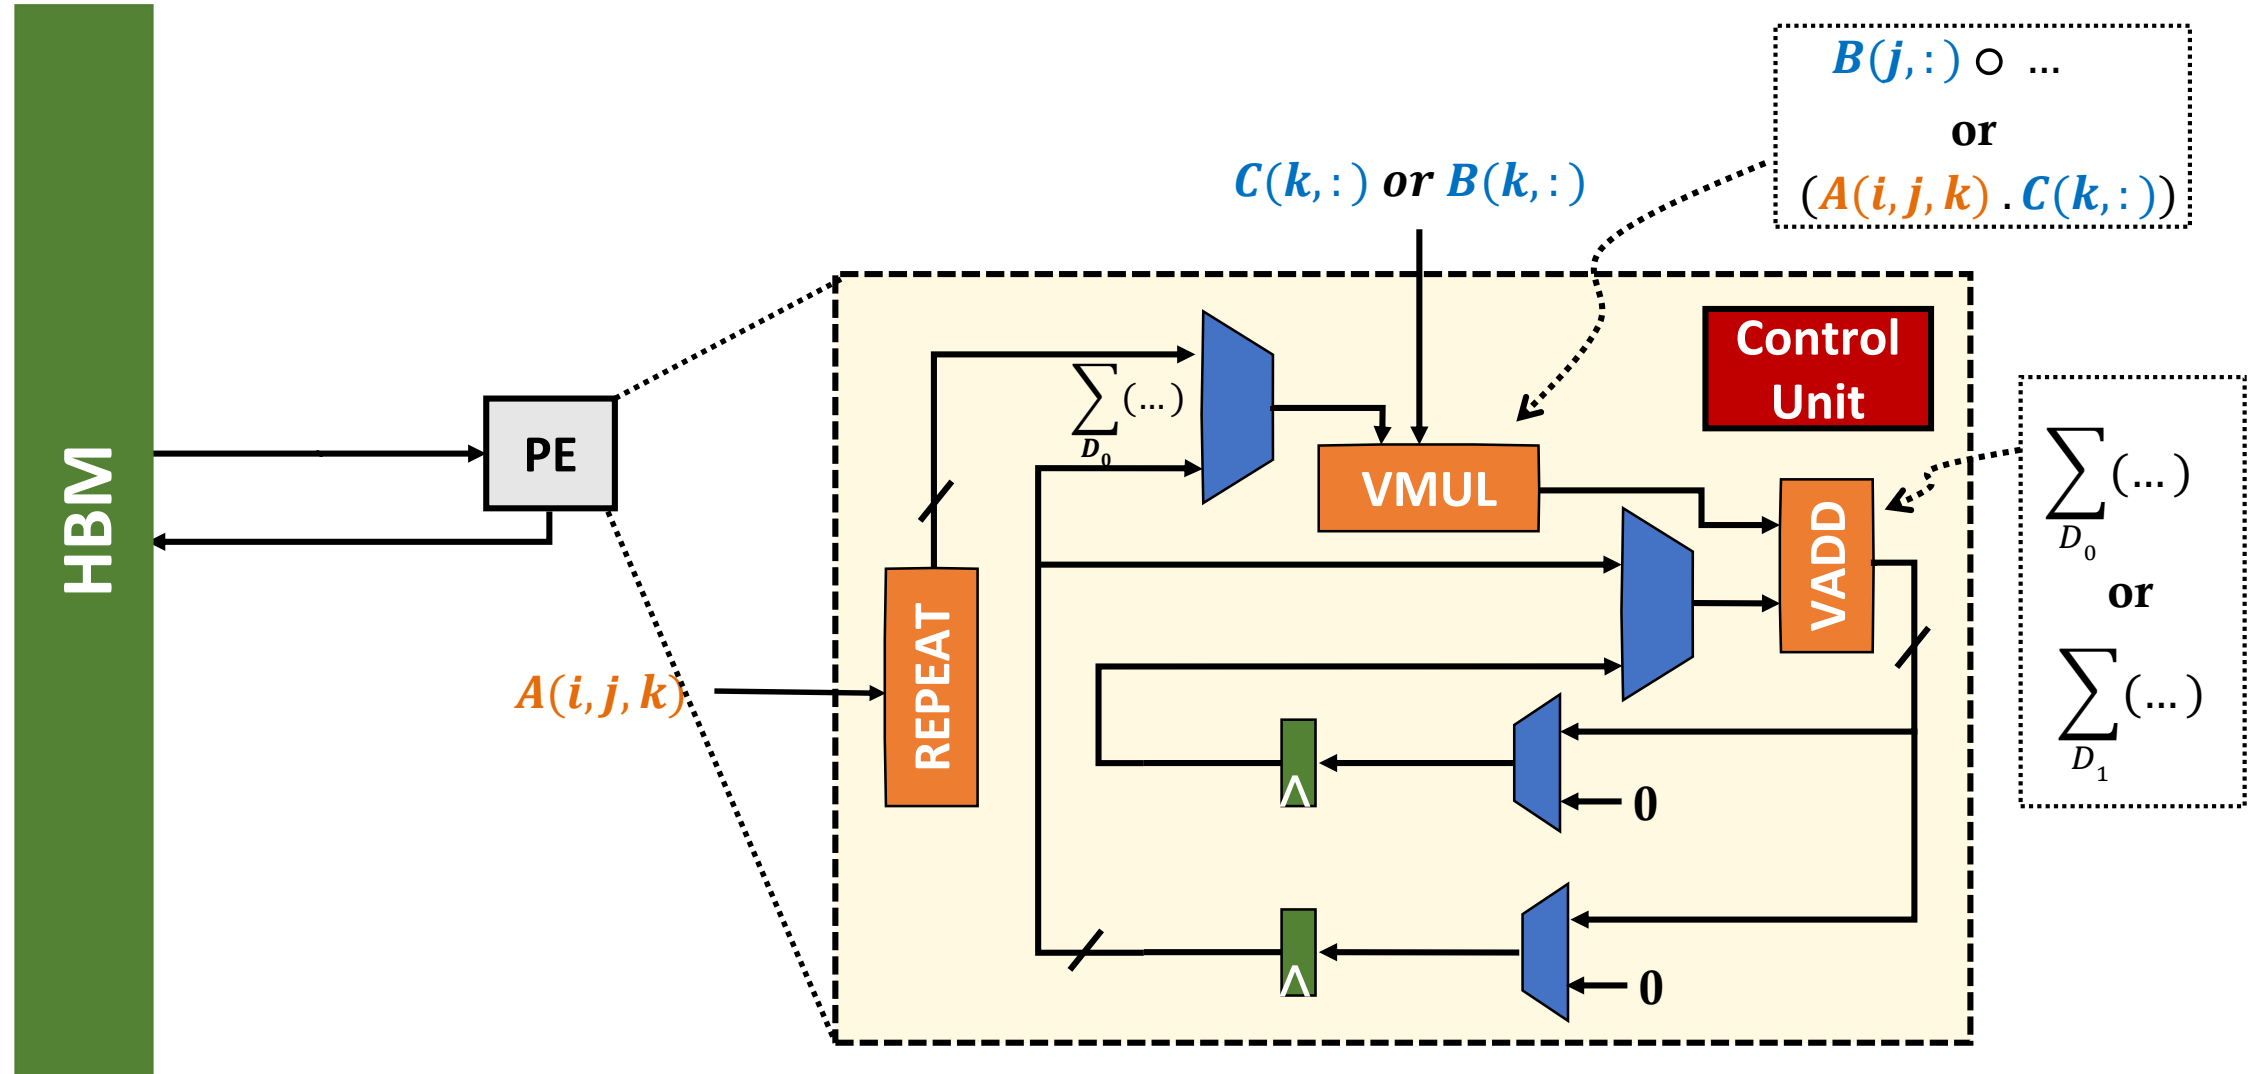 HBM
PE
A(i, j, k)
C(k, :) or B(k, :)
B(j, :) ○ ...
or
(A(i, j, k) . C(k, :))
Control
Unit
∑(...)
D₀
VMUL
REPEAT
VADD
0
0
∑(...)
D₀
or
∑(...)
D₁